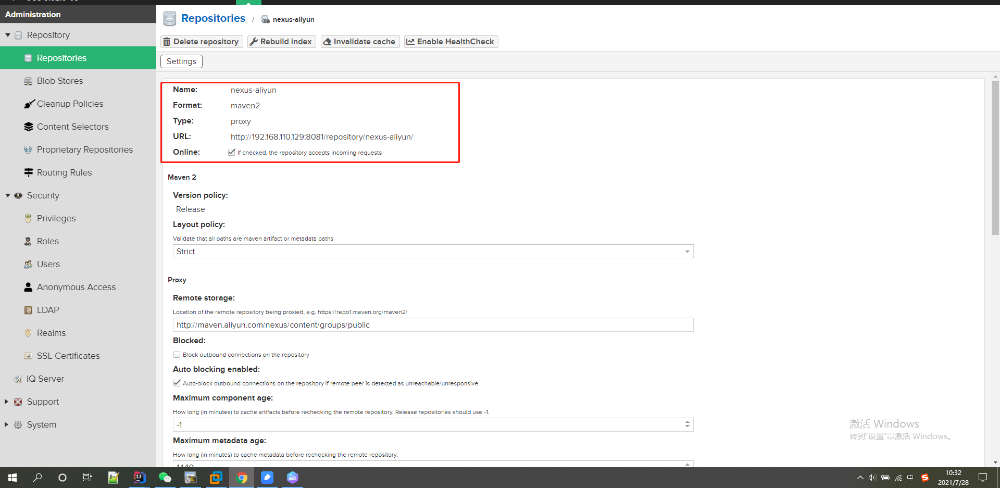 Administration
Repository
Repositories
Blob Stores
Cleanup Policies
Content Selectors
Proprietary Repositories
Routing Rules
Security
Privileges
Roles
Users
Anonymous Access
LDAP
Realms
SSL Certificates
IQ Server
Support
System
Repositories / nexus-aliyun
Delete repository Rebuild index Invalidate cache Enable HealthCheck
Settings
Name: nexus-aliyun
Format: maven2
Type: proxy
URL: http://192.168.110.129:8081/repository/nexus-aliyun/
Online: If checked, the repository accepts incoming requests
Maven 2
Version policy:
Release
Layout policy:
Validate that all paths are maven artifact or metadata paths
Strict
Proxy
Remote storage:
Location of the remote repository being proxied, e.g. https://repo1.maven.org/maven2/
http://maven.aliyun.com/nexus/content/groups/public
Blocked:
Block outbound connections on the repository
Auto blocking enabled:
Auto-block outbound connections on the repository if remote peer is detected as unreachable/unresponsive
Maximum component age:
How long (in minutes) to cache artifacts before rechecking the remote repository. Release repositories should use -1.
-1
Maximum metadata age:
How long (in minutes) to cache metadata before rechecking the remote repository.
1440
激活 Windows
转到"设置"以激活 Windows。
中
10:32
2021/7/28